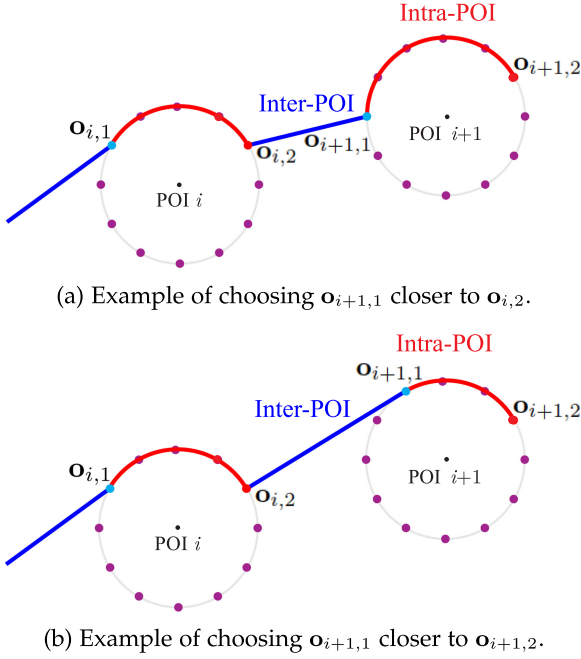 Intra-POI
𝐨_{i+1,2}
Inter-POI
𝐨_{i,1}
𝐨_{i+1,1}
POI i+1
𝐨_{i,2}
POI i
(a) Example of choosing 𝐨_{i+1,1} closer to 𝐨_{i,2}.
Intra-POI
𝐨_{i+1,1}
𝐨_{i+1,2}
Inter-POI
𝐨_{i,1}
POI i+1
𝐨_{i,2}
POI i
(b) Example of choosing 𝐨_{i+1,1} closer to 𝐨_{i+1,2}.